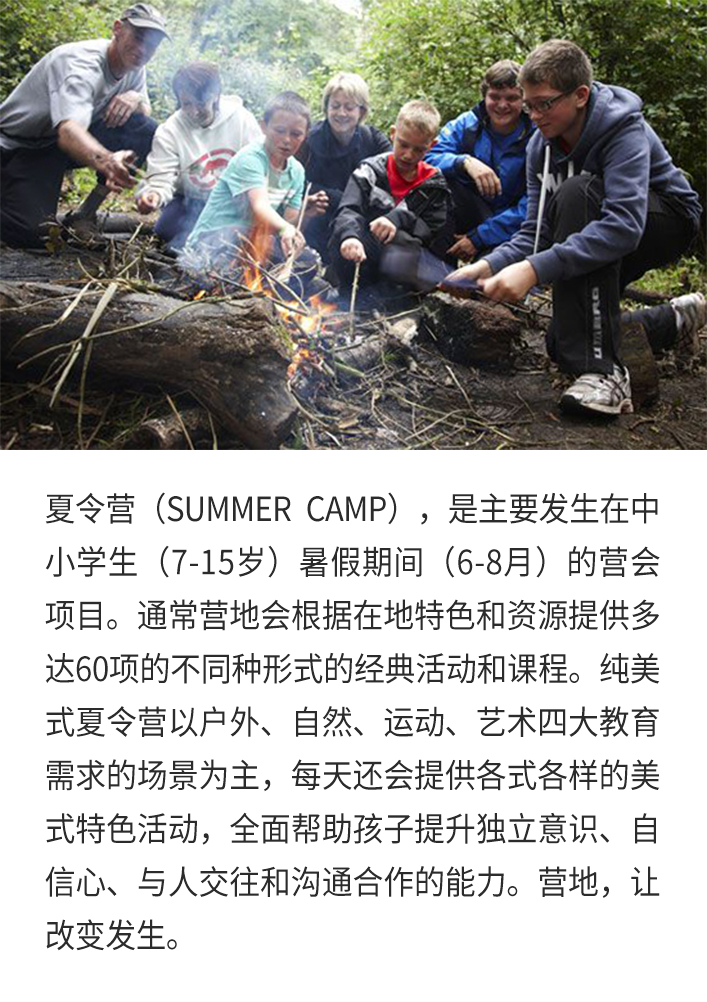 UMBRO
夏令营（SUMMER CAMP），是主要发生在中
小学生（7-15岁）暑假期间（6-8月）的营会
项目。通常营地会根据在地特色和资源提供多
达60项的不同种形式的经典活动和课程。纯美
式夏令营以户外、自然、运动、艺术四大教育
需求的场景为主，每天还会提供各式各样的美
式特色活动，全面帮助孩子提升独立意识、自
信心、与人交往和沟通合作的能力。营地，让
改变发生。